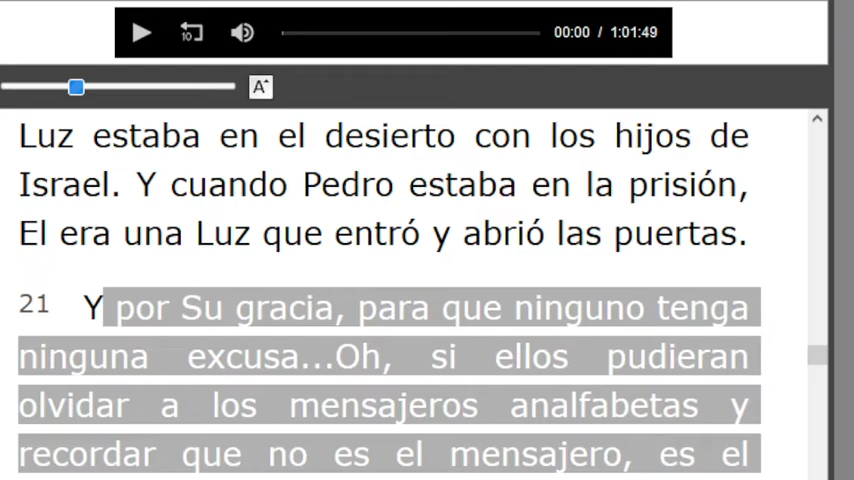 10
00:00 / 1:01:49
A
Luz estaba en el desierto con los hijos de
Israel. Y cuando Pedro estaba en la prisión,
El era una Luz que entró y abrió las puertas.
21 Y por Su gracia, para que ninguno tenga
ninguna excusa...Oh, si ellos pudieran
olvidar a los mensajeros analfabetas y
recordar que no es el mensajero, es el